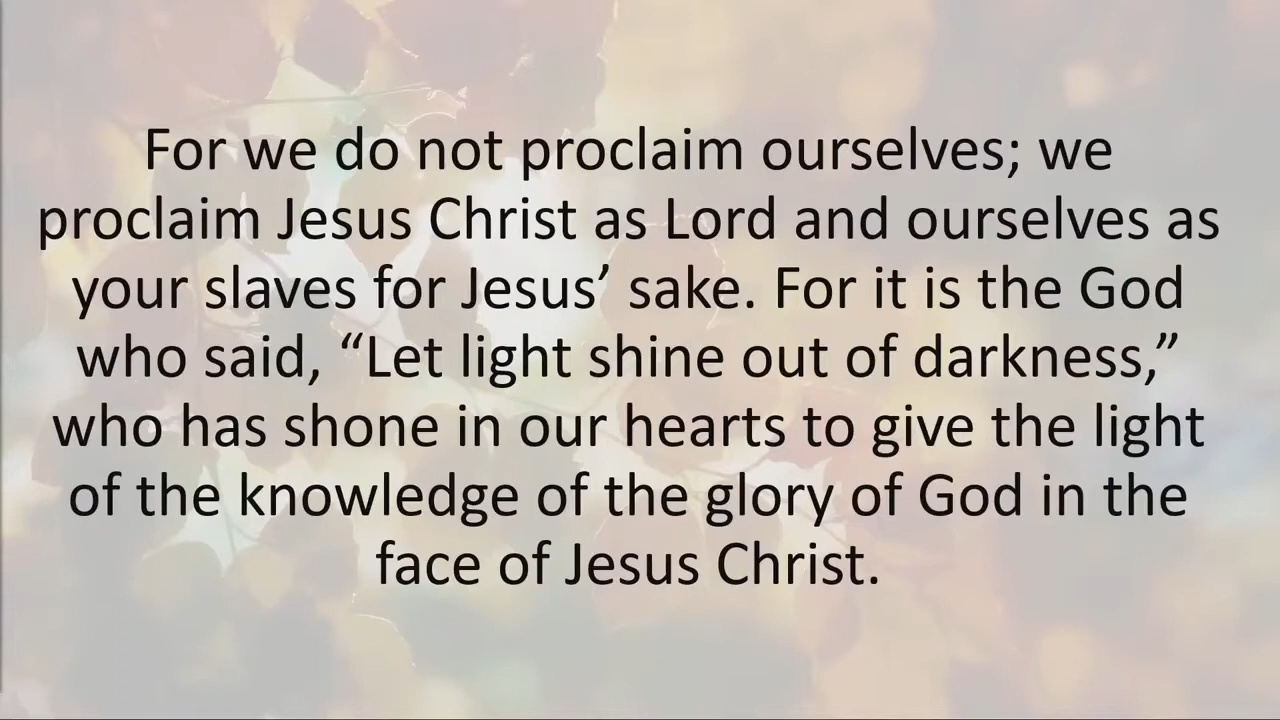 For we do not proclaim ourselves; we
proclaim Jesus Christ as Lord and ourselves as
your slaves for Jesus’ sake. For it is the God
who said, “Let light shine out of darkness,”
who has shone in our hearts to give the light
of the knowledge of the glory of God in the
face of Jesus Christ.